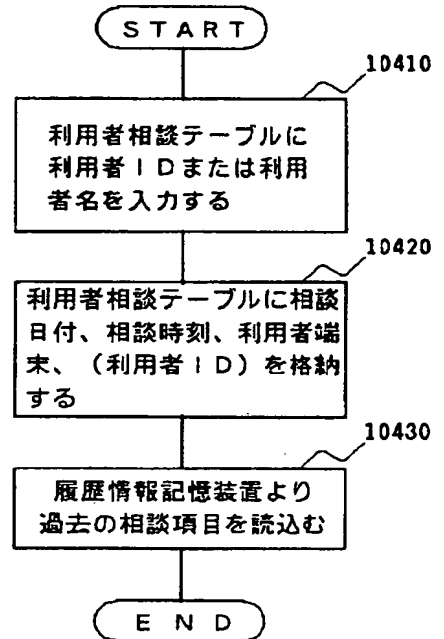 START
10410
利用者相談テーブルに
利用者IDまたは利用
者名を入力する
10420
利用者相談テーブルに相談
日付、相談時刻、利用者端
末、(利用者ID)を格納
する
10430
履歴情報記憶装置より
過去の相談項目を読込む
END